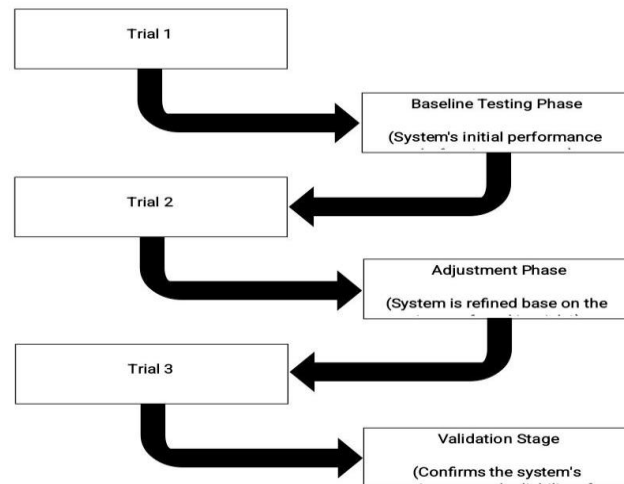 Trial 1
Baseline Testing Phase
(System's initial performance
Trial 2
Adjustment Phase
(System is refined base on the
Trial 3
Validation Stage
(Confirms the system's